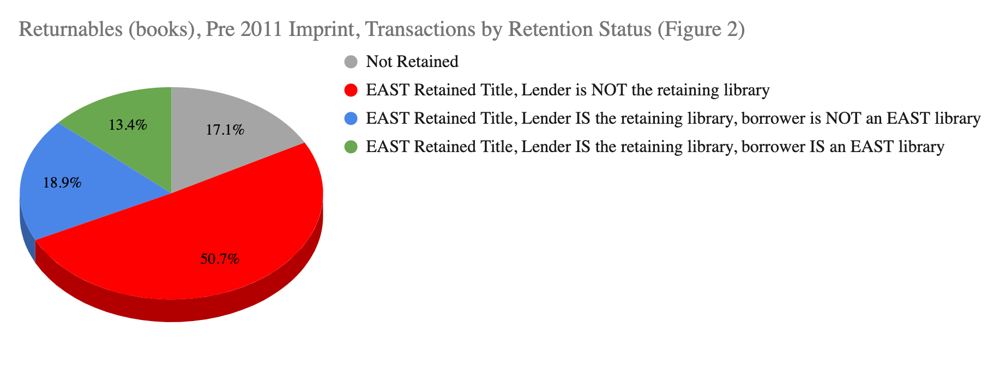 Returnables (books), Pre 2011 Imprint, Transactions by Retention Status (Figure 2)
Not Retained
EAST Retained Title, Lender is NOT the retaining library
EAST Retained Title, Lender IS the retaining library, borrower is NOT an EAST library
EAST Retained Title, Lender IS the retaining library, borrower IS an EAST library
13.4%
17.1%
18.9%
50.7%